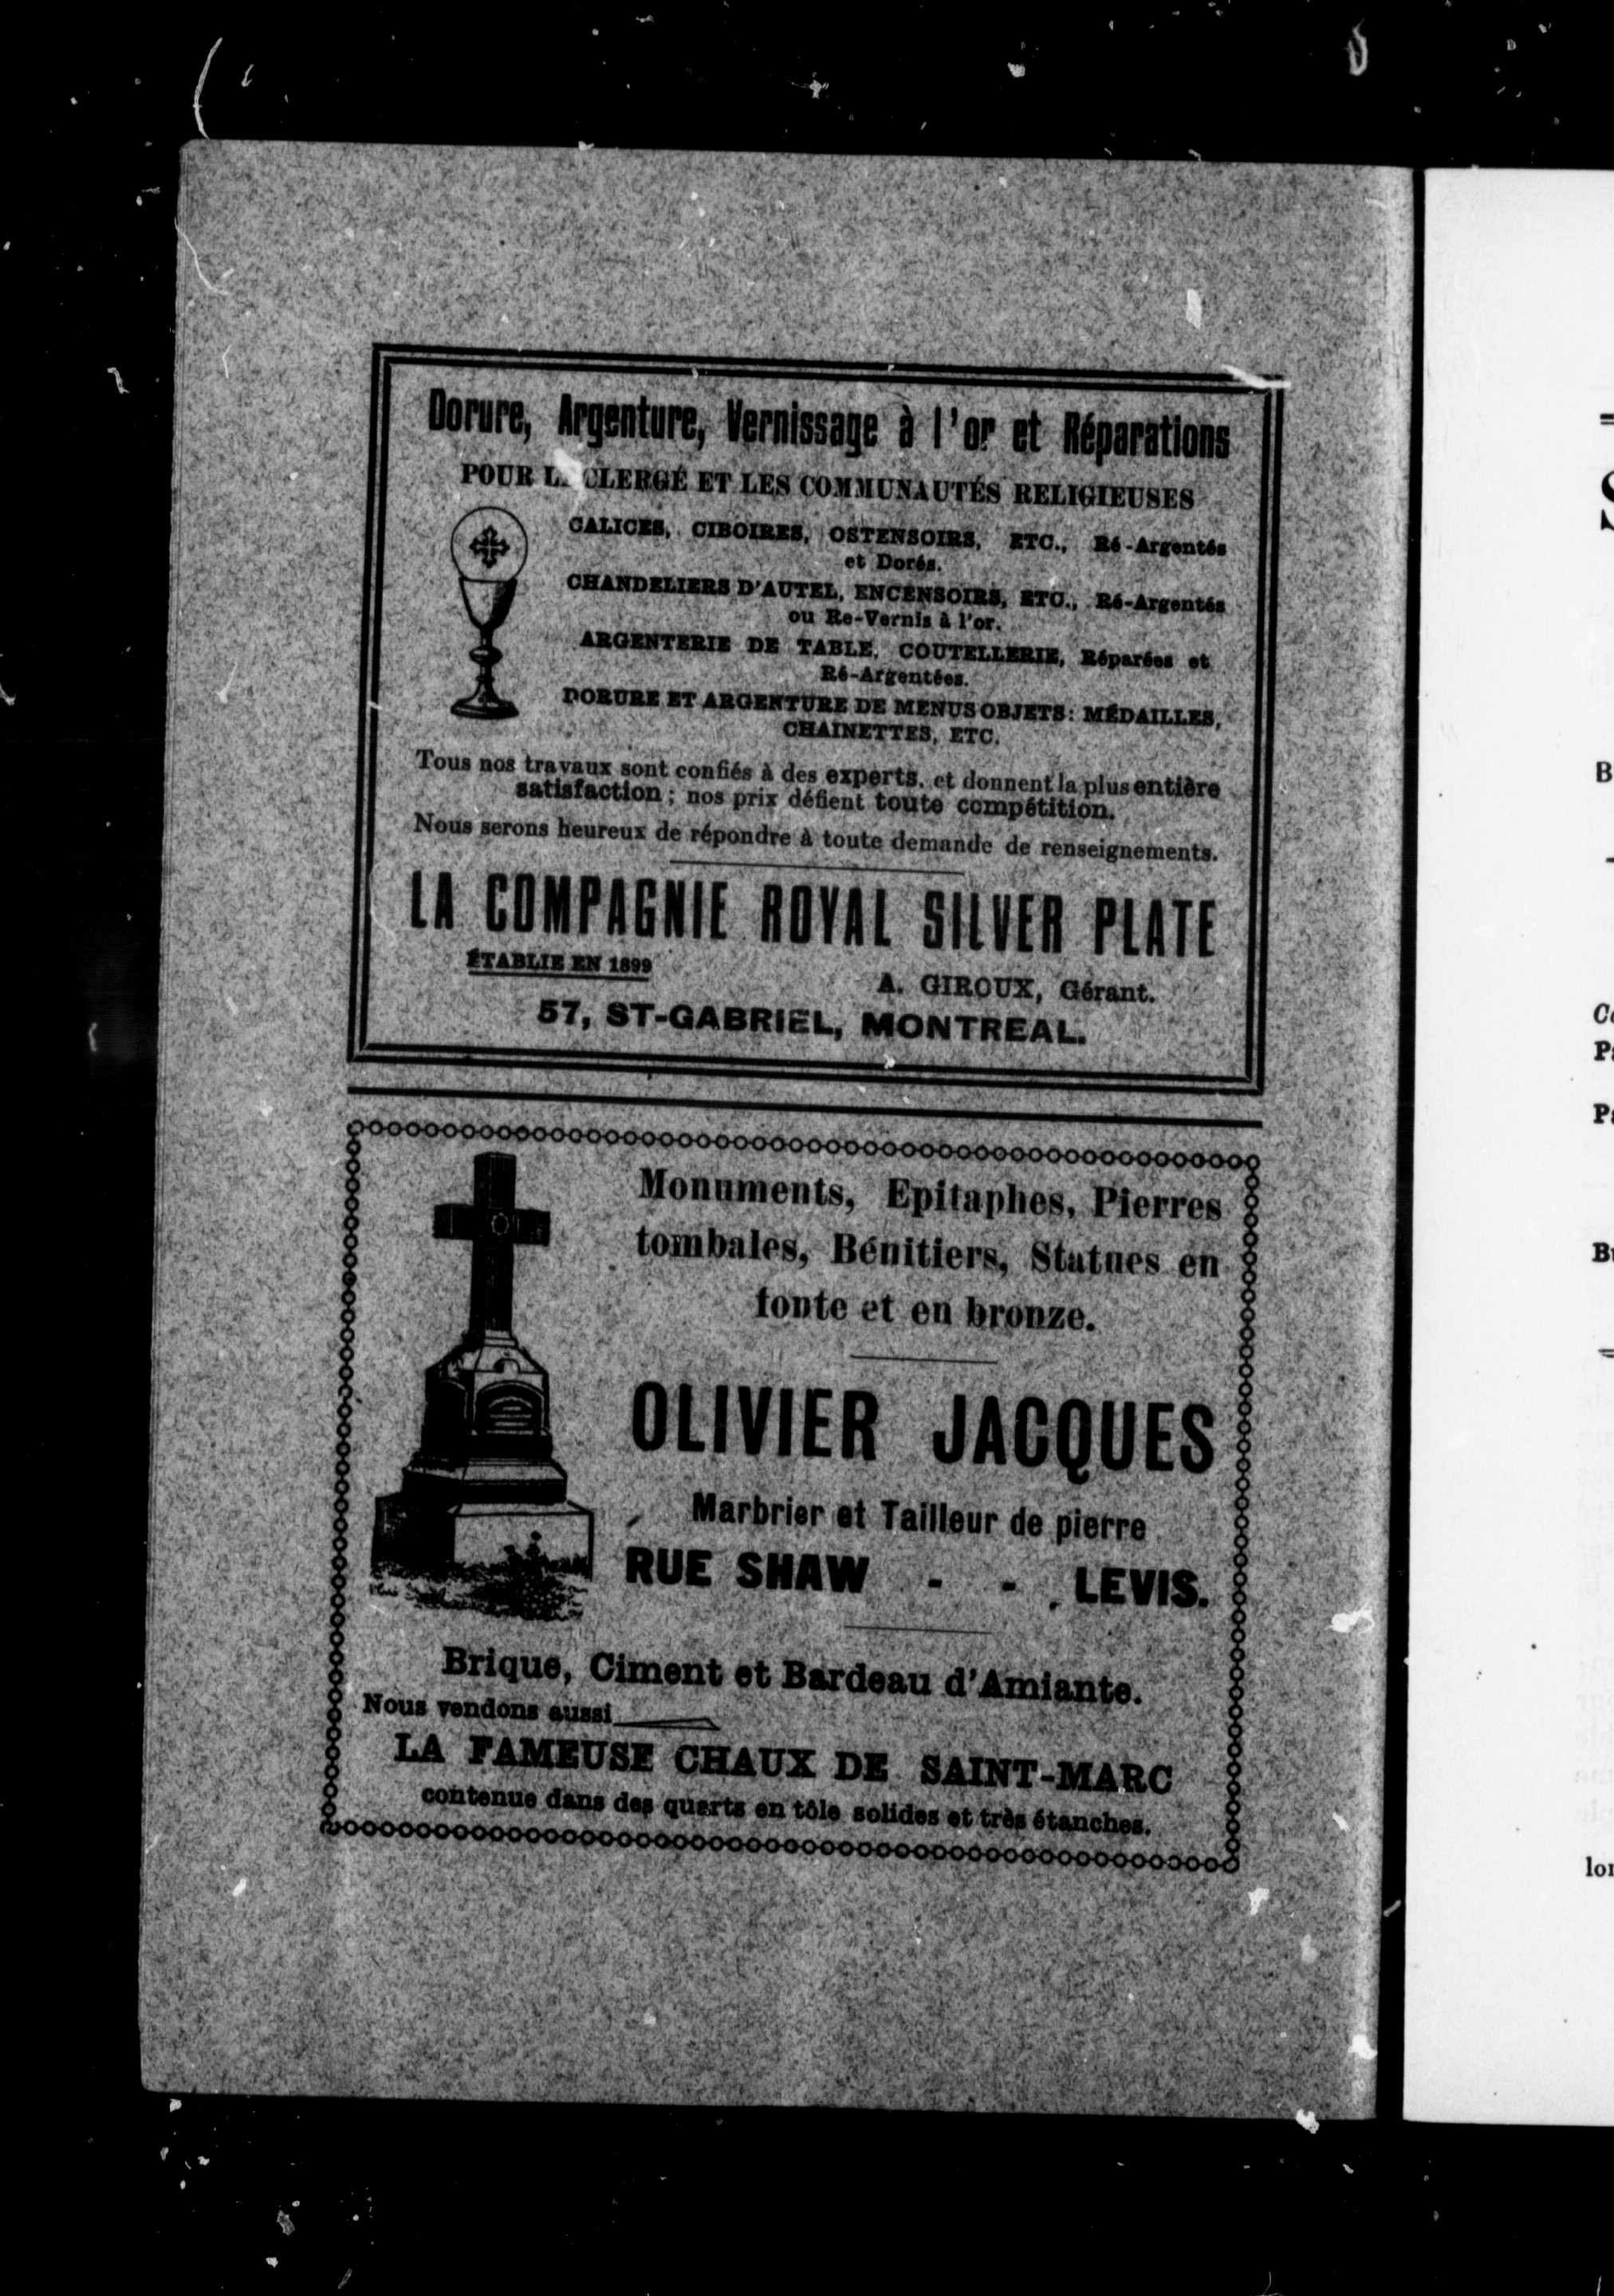 Dorure, Argenture, Vernissage à l'or et Réparations
POUR LE CLERGÉ ET LES COMMUNAUTÉS RELIGIEUSES
CALICES, CIBOIRES, OSTENSOIRS, ETC., Ré-Argentés
et Dorés.
CHANDELIERS D'AUTEL, ENCENSOIRS, ETC., Ré-Argentés
ou Re-Vernis à l'or.
ARGENTERIE DE TABLE, COUTELLERIE, Réparées et
Ré-Argentées.
DORURE ET ARGENTURE DE MENUS OBJETS: MÉDAILLES,
CHAINETTES, ETC.
Tous nos travaux sont confiés à des experts, et donnent la plus entière
satisfaction; nos prix défient toute compétition.
Nous serons heureux de répondre à toute demande de renseignements.
LA COMPAGNIE ROYAL SILVER PLATE
ÉTABLIE EN 1899
A. GIROUX, Gérant.
57, ST-GABRIEL, MONTREAL.
Monuments, Epitaphes, Pierres
tombales, Bénitiers, Statues en
fonte et en bronze.
OLIVIER JACQUES
Marbrier et Tailleur de pierre
RUE SHAW - - LEVIS.
Brique, Ciment et Bardeau d'Amiante.
Nous vendons aussi
LA FAMEUSE CHAUX DE SAINT-MARC
contenue dans des quarts en tôle solides et très étanches.